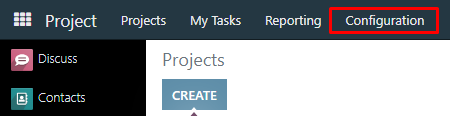 Project Projects My Tasks Reporting Configuration
Discuss
Projects
Contacts
CREATE